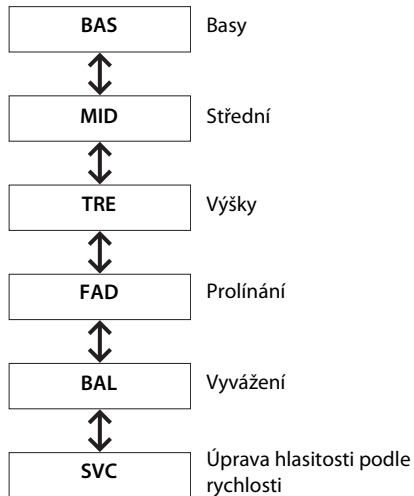 BAS Basy
MID Střední
TRE Výšky
FAD Prolínání
BAL Vyvážení
SVC Úprava hlasitosti podle
rychlosti